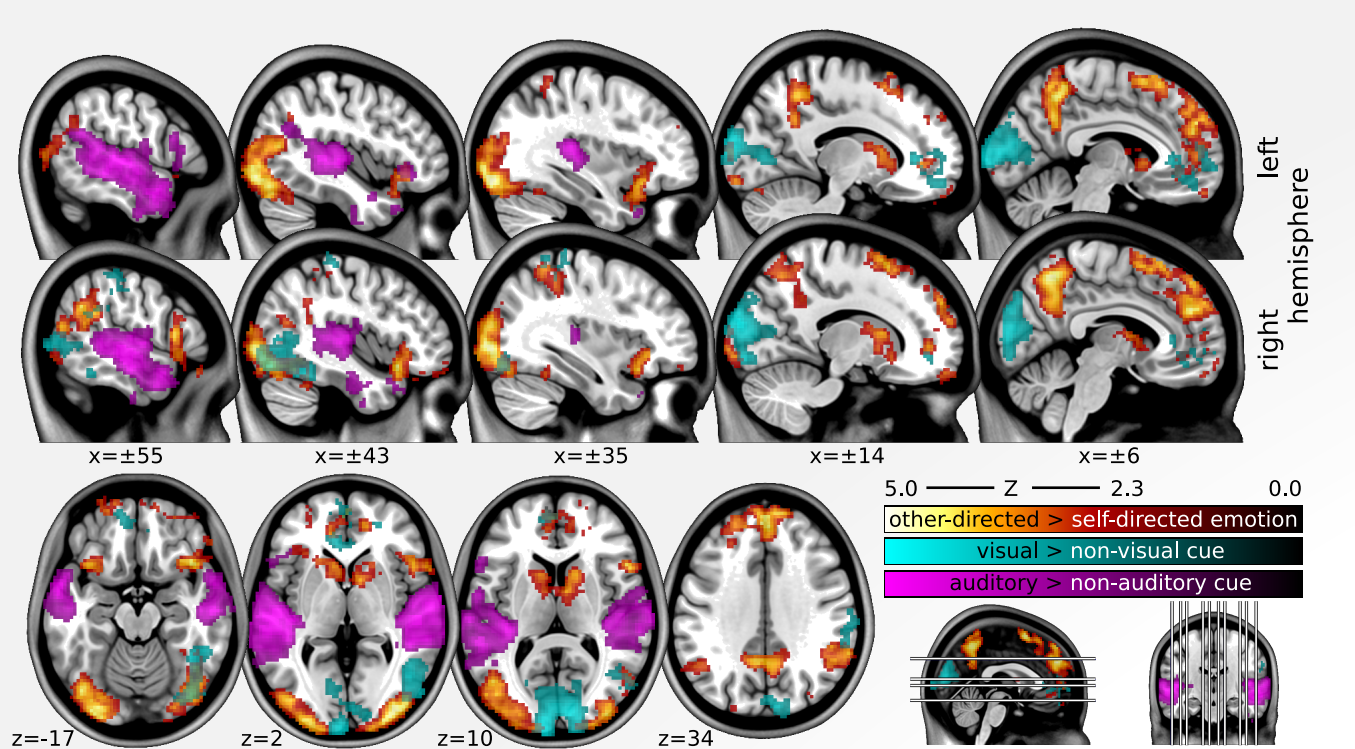 left
right
hemisphere
x=±55
x=±43
x=±35
x=±14
x=±6
5.0 Z 2.3 0.0
other-directed > self-directed emotion
visual > non-visual cue
auditory > non-auditory cue
z=-17
z=2
z=10
z=34